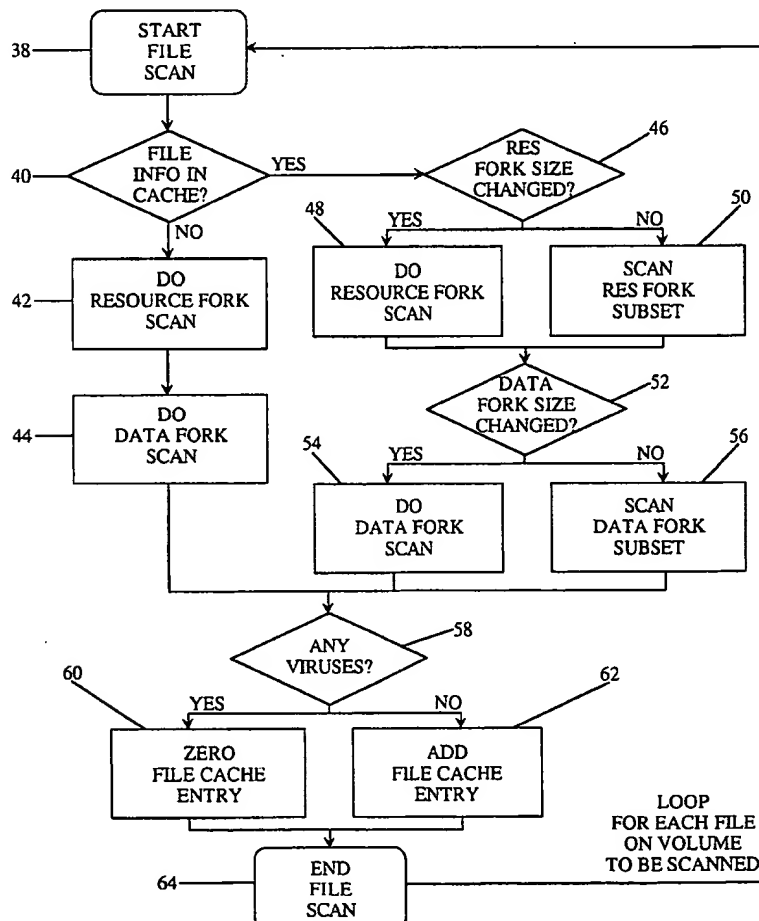 38
START
FILE
SCAN
40
FILE
INFO IN
CACHE?
YES
RES
FORK SIZE
CHANGED?
46
NO
42
DO
RESOURCE FORK
SCAN
48
YES
DO
RESOURCE FORK
SCAN
NO
50
SCAN
RES FORK
SUBSET
44
DO
DATA FORK
SCAN
DATA
FORK SIZE
CHANGED?
52
54
YES
DO
DATA FORK
SCAN
NO
56
SCAN
DATA FORK
SUBSET
ANY
VIRUSES?
58
60
YES
ZERO
FILE CACHE
ENTRY
NO
62
ADD
FILE CACHE
ENTRY
LOOP
FOR EACH FILE
ON VOLUME
TO BE SCANNED
64
END
FILE
SCAN